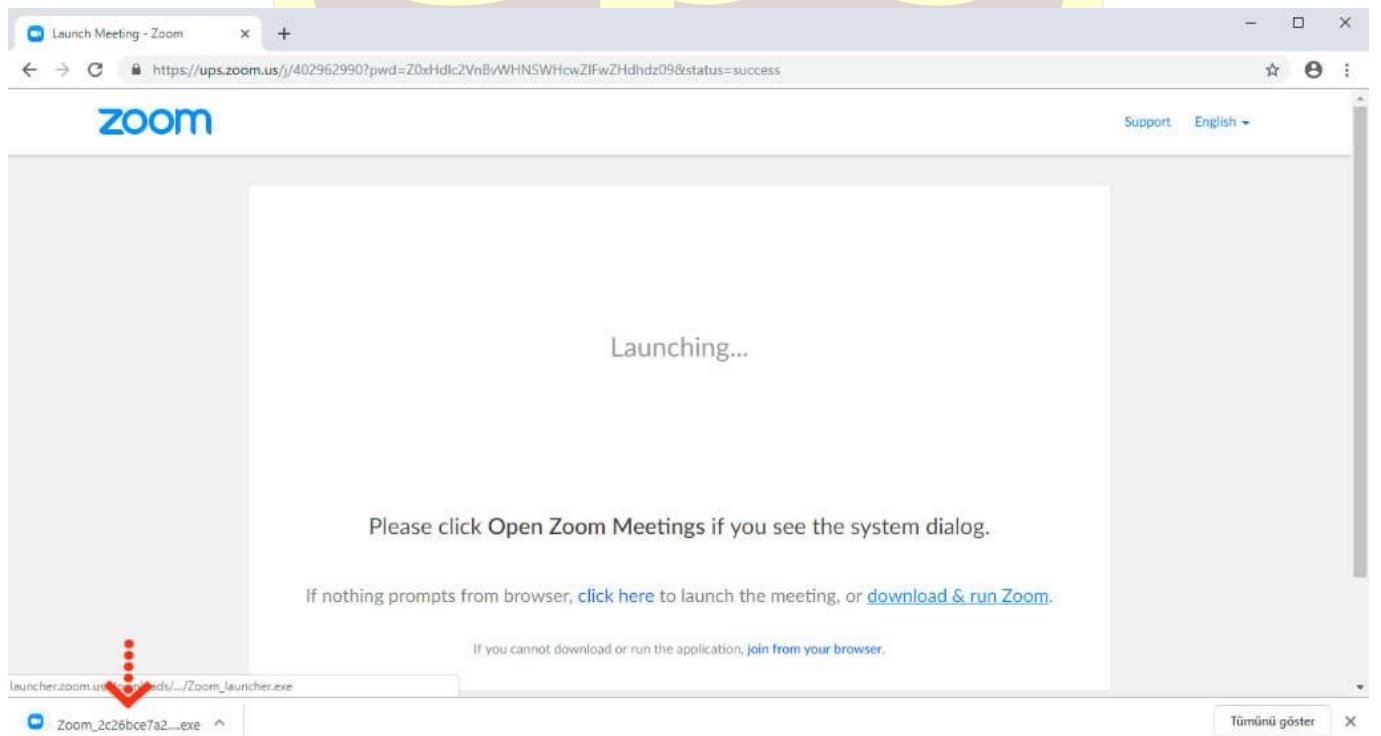 Launch Meeting - Zoom
https://ups.zoom.us/j/402962990?pwd=Z0xHdlc2VnBvWHNSWHcwZlFwZHdhdz09&status=success
zoom
Support English
Launching...
Please click Open Zoom Meetings if you see the system dialog.
If nothing prompts from browser, click here to launch the meeting, or download & run Zoom.
If you cannot download or run the application, join from your browser.
/Zoom_launcher.exe
Zoom_2c26bce7a2....exe
Tümünü göster